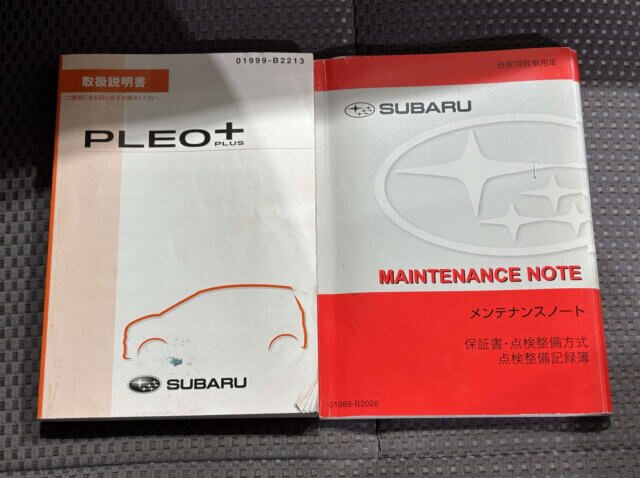 01999-B2213
取扱説明書
ご使用になる前に必ずお読みください。
PLEO+
PLUS
SUBARU
自家用軽乗用車
SUBARU
MAINTENANCE NOTE
メンテナンスノート
保証書・点検整備方式
点検整備記録簿
01989-B2026